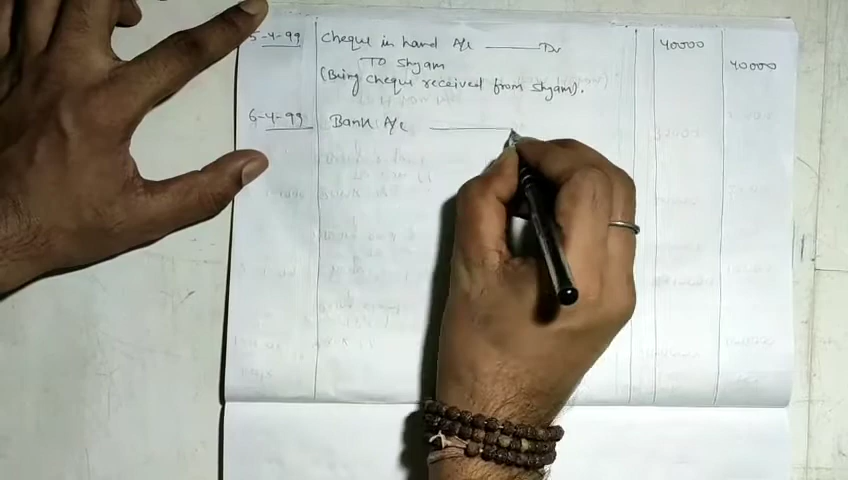 5-4-99 Cheque in hand A/c ——— Dr 40000
To Shyam 40000
(Being cheque received from Shyam).
6-4-99 Bank A/c ———